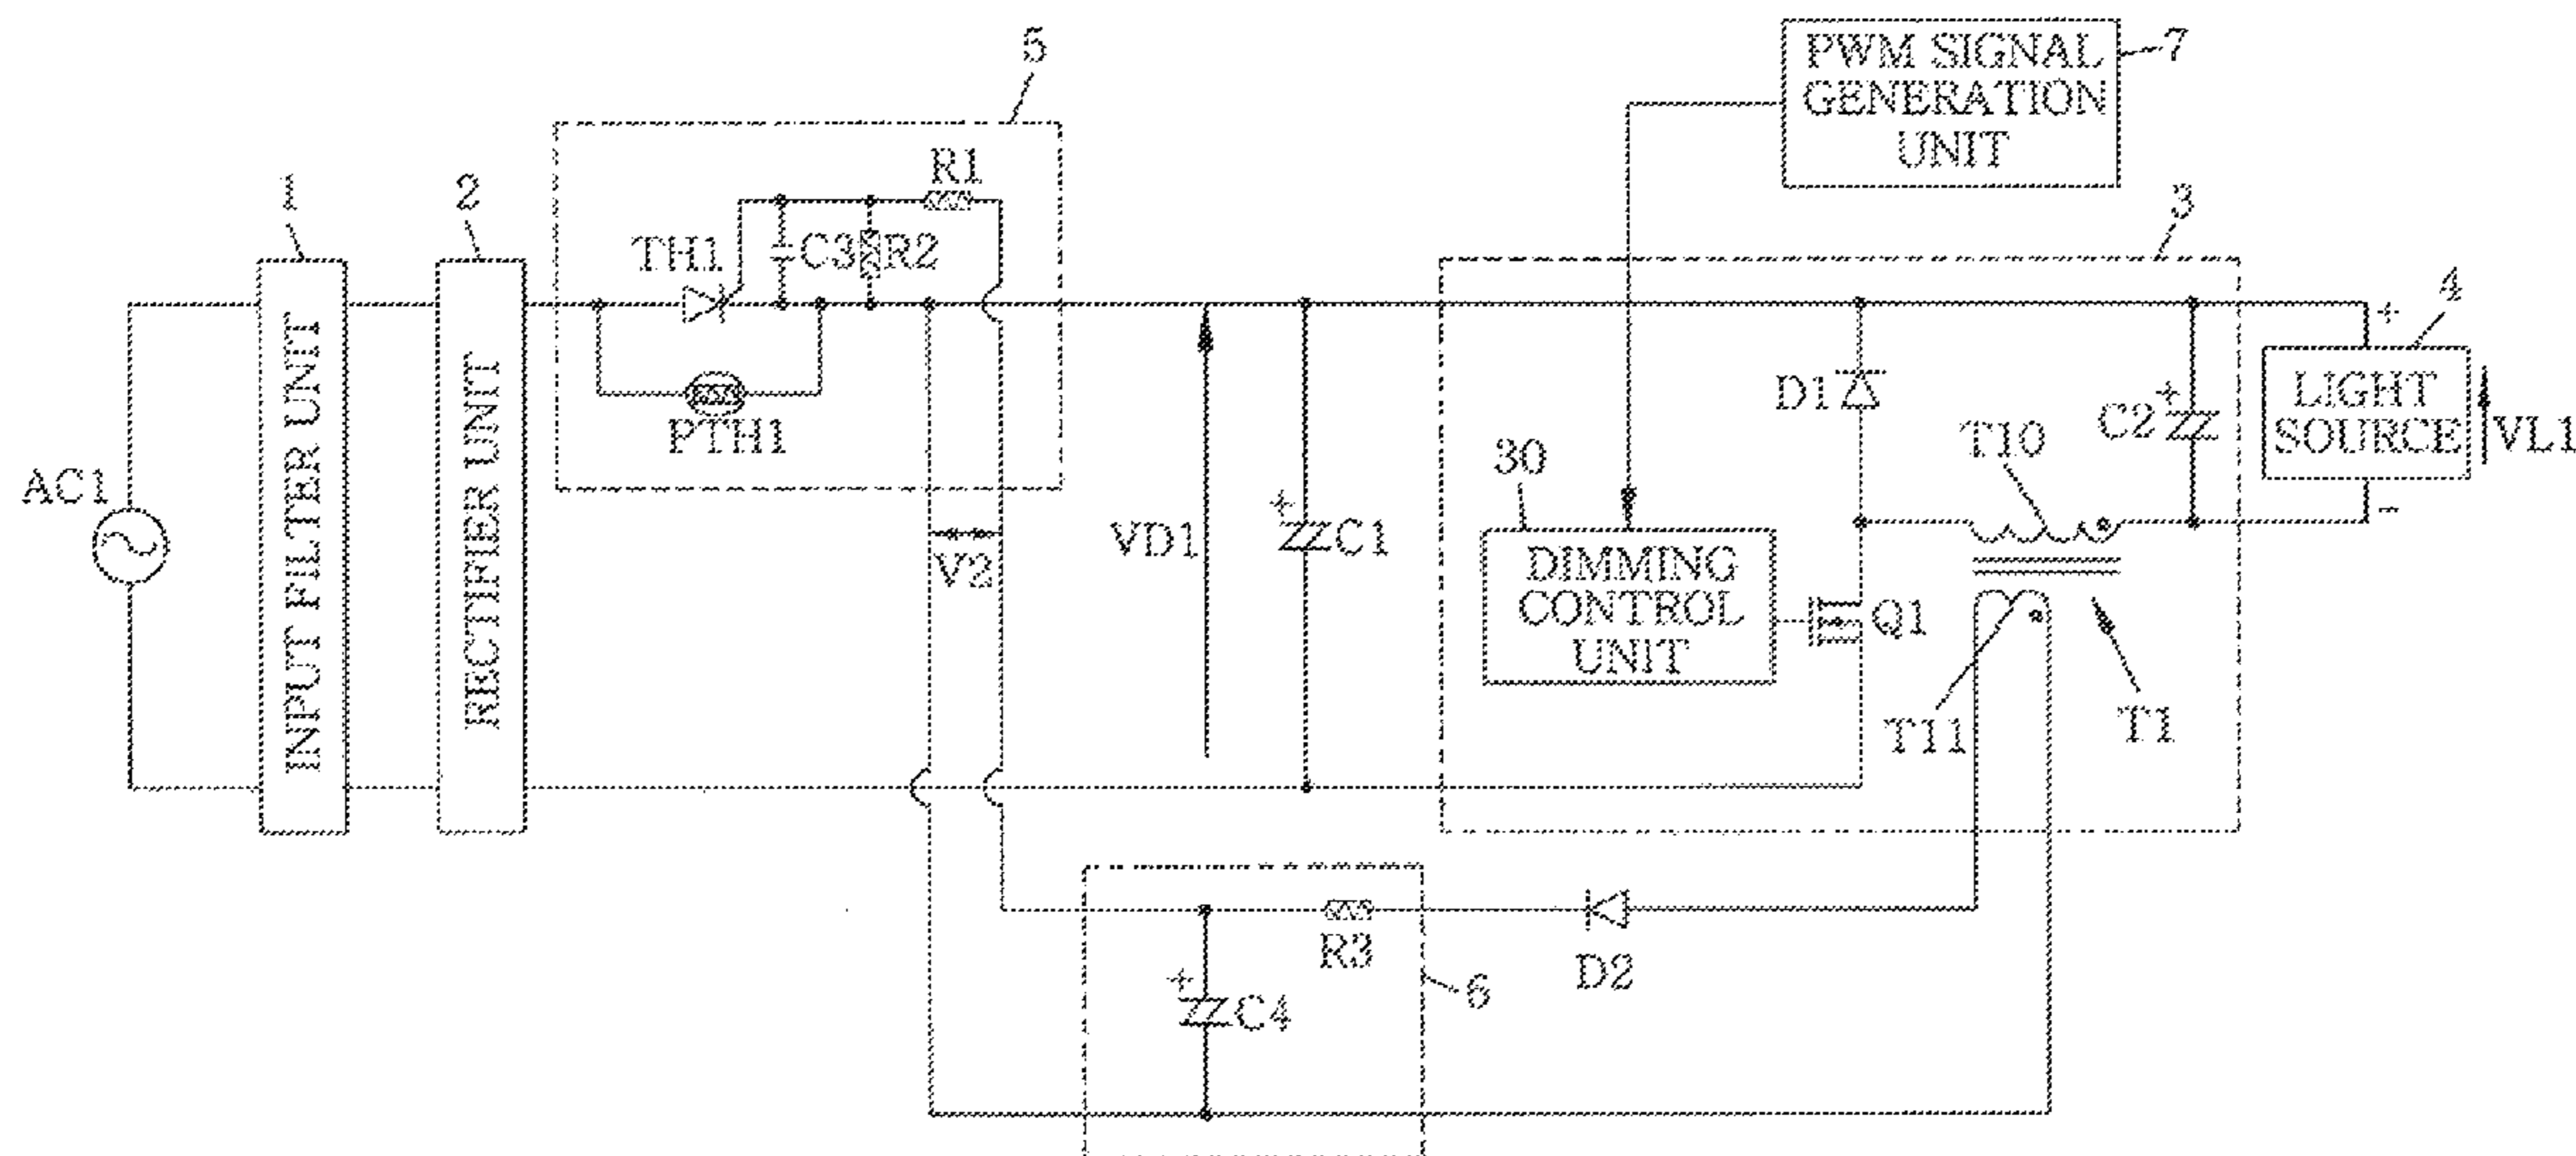 5
PWM SIGNAL
GENERATION
UNIT
7
1
2
R1
3
TH1
C3
R2
4
+
INPUT FILTER UNIT
RECTIFIER UNIT
PTH1
D1
+
C2
LIGHT
SOURCE
VL1
T10
30
AC1
V2
VD1
+
C1
-
DIMMING
CONTROL
UNIT
Q1
T11
T1
R3
D2
+
C4
6